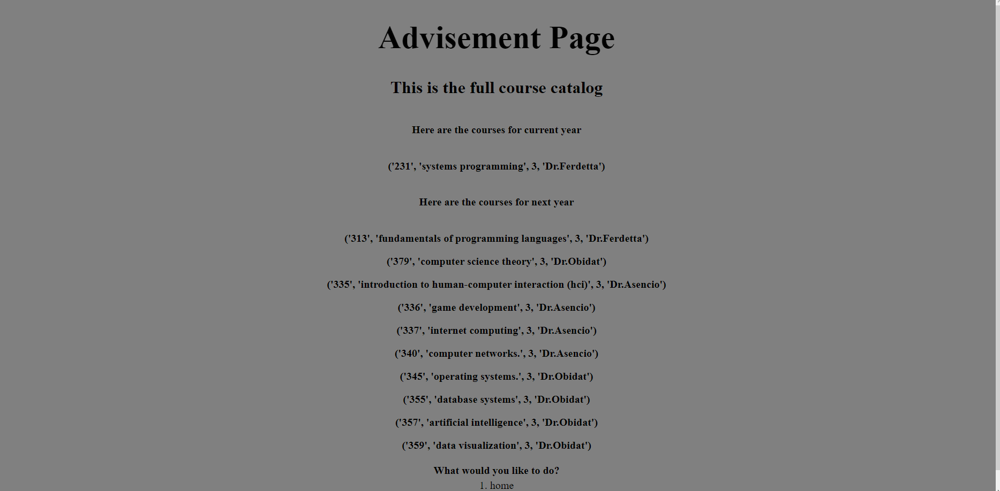 Advisement Page
This is the full course catalog
Here are the courses for current year
('231', 'systems programming', 3, 'Dr.Ferdetta')
Here are the courses for next year
('313', 'fundamentals of programming languages', 3, 'Dr.Ferdetta')
('379', 'computer science theory', 3, 'Dr.Obidat')
('335', 'introduction to human-computer interaction (hci)', 3, 'Dr.Asencio')
('336', 'game development', 3, 'Dr.Asencio')
('337', 'internet computing', 3, 'Dr.Asencio')
('340', 'computer networks.', 3, 'Dr.Asencio')
('345', 'operating systems.', 3, 'Dr.Obidat')
('355', 'database systems', 3, 'Dr.Obidat')
('357', 'artificial intelligence', 3, 'Dr.Obidat')
('359', 'data visualization', 3, 'Dr.Obidat')
What would you like to do?
1. home